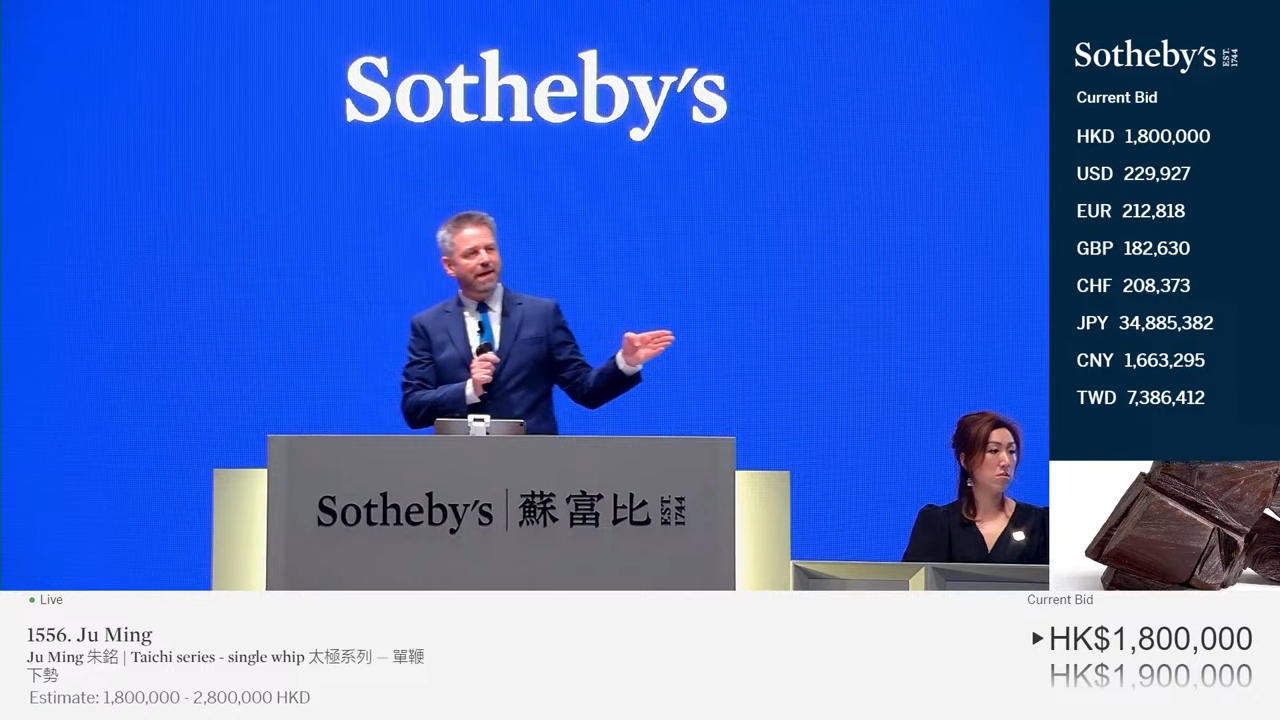 Sotheby's
Sotheby's EST. 1744
Current Bid
HKD 1,800,000
USD 229,927
EUR 212,818
GBP 182,630
CHF 208,373
JPY 34,885,382
CNY 1,663,295
TWD 7,386,412
Sotheby's | 蘇富比 EST. 1744
Live
1556. Ju Ming
Ju Ming 朱銘 | Taichi series - single whip 太極系列 — 單鞭
下勢
Estimate: 1,800,000 - 2,800,000 HKD
Current Bid
HK$1,800,000
HK$1,900,000